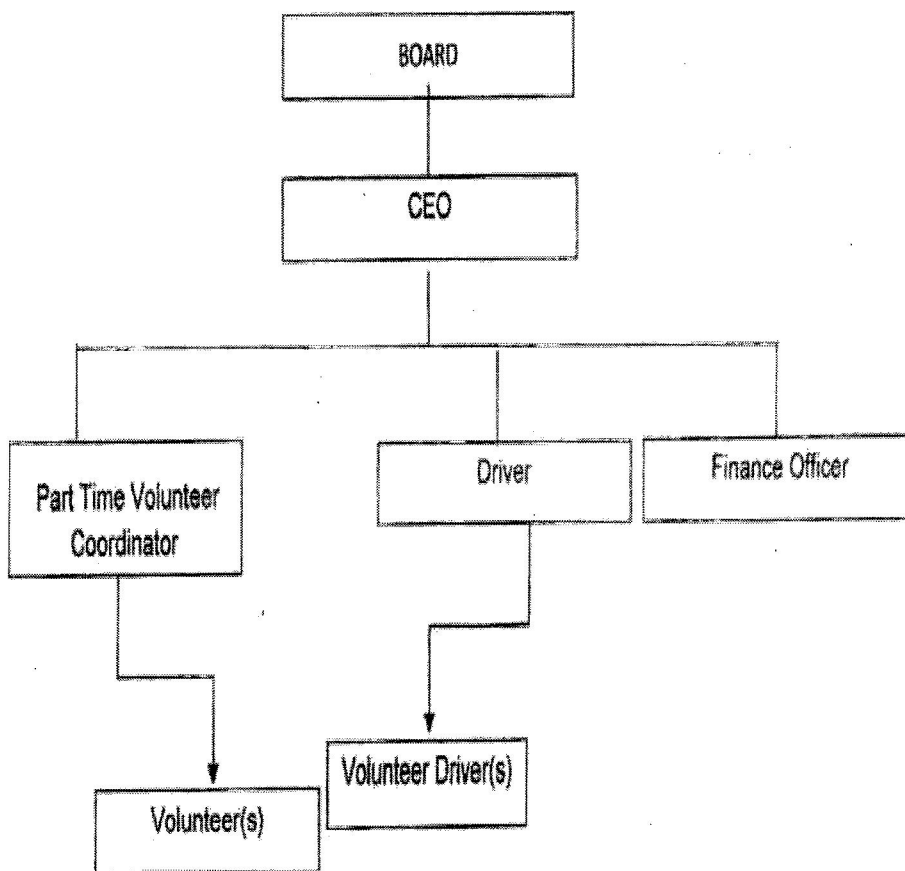 BOARD
CEO
Part Time Volunteer
Coordinator
Driver
Finance Officer
Volunteer Driver(s)
Volunteer(s)